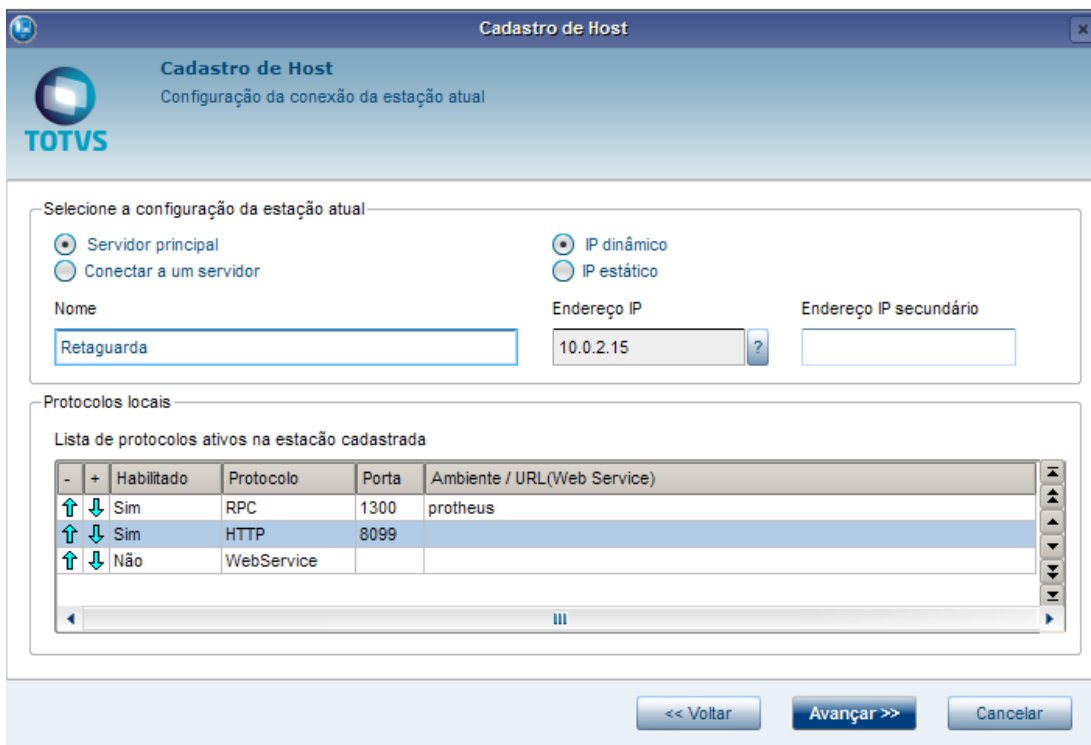 Cadastro de Host
Cadastro de Host
Configuração da conexão da estação atual
TOTVS
Selecione a configuração da estação atual
Servidor principal
IP dinâmico
Conectar a um servidor
IP estático
Nome
Endereço IP
Endereço IP secundário
Retaguarda
10.0.2.15
?
Protocolos locais
Lista de protocolos ativos na estacão cadastrada
- + Habilitado Protocolo Porta Ambiente / URL(Web Service)
Sim RPC 1300 protheus
Sim HTTP 8099
Não WebService
<< Voltar
Avançar >>
Cancelar